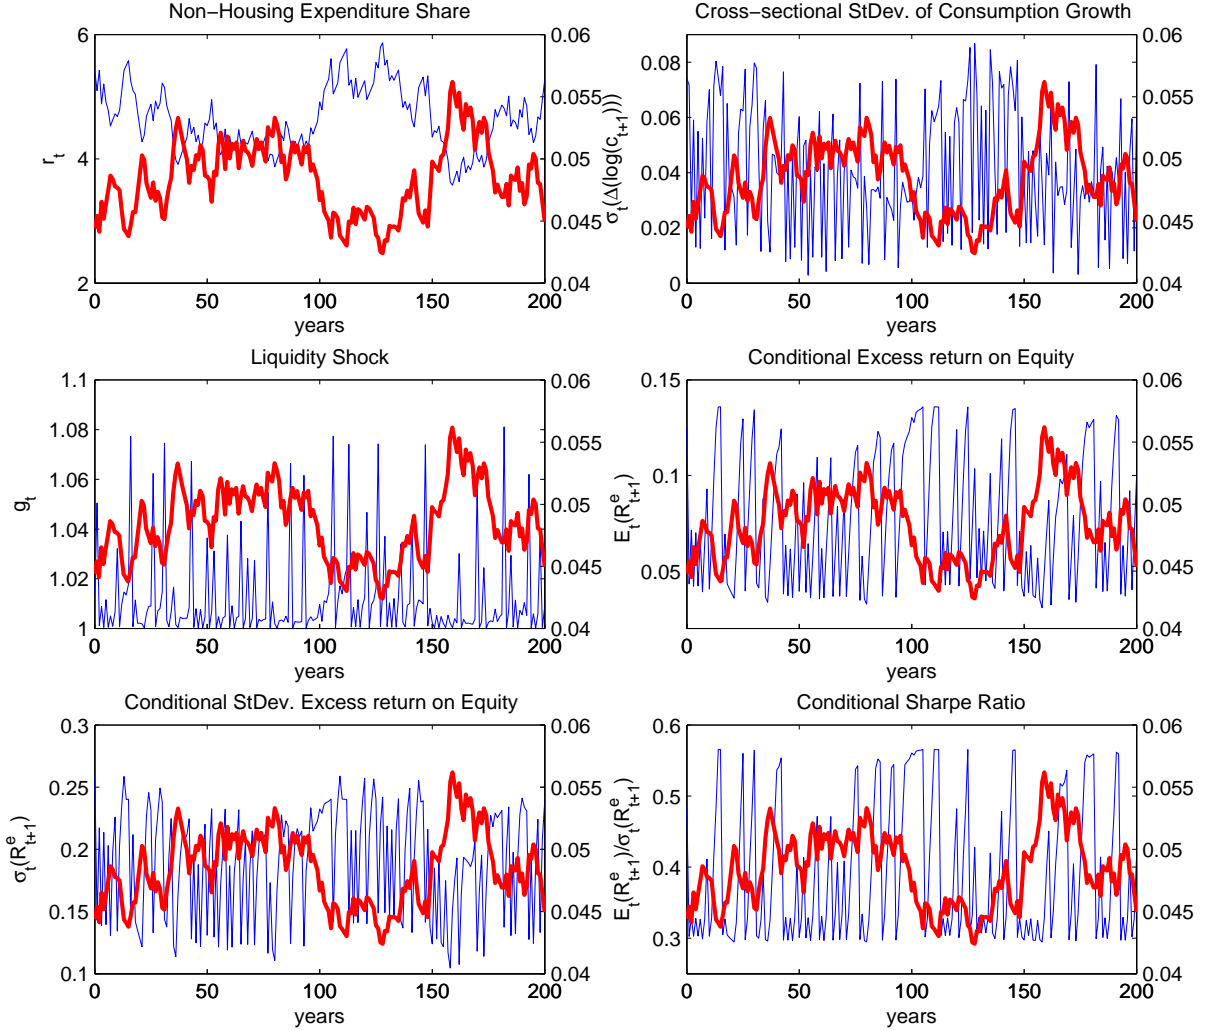 Non-Housing Expenditure Share
6
4
2
r_t
0.06
0.055
0.05
0.045
0.04
0 50 100 150 200
years
Cross-sectional StDev. of Consumption Growth
0.08
0.06
0.04
0.02
0
σ_t(Δ(log(c_{t+1})))
0.06
0.055
0.05
0.045
0.04
0 50 100 150 200
years
Liquidity Shock
1.1
1.08
1.06
1.04
1.02
1
g_t
0.06
0.055
0.05
0.045
0.04
0 50 100 150 200
years
Conditional Excess return on Equity
0.15
0.1
0.05
E_t(R^e_{t+1})
0.06
0.055
0.05
0.045
0.04
0 50 100 150 200
years
Conditional StDev. Excess return on Equity
0.3
0.25
0.2
0.15
0.1
σ_t(R^e_{t+1})
0.06
0.055
0.05
0.045
0.04
0 50 100 150 200
years
Conditional Sharpe Ratio
0.6
0.5
0.4
0.3
E_t(R^e_{t+1})/σ_t(R^e_{t+1})
0.06
0.055
0.05
0.045
0.04
0 50 100 150 200
years